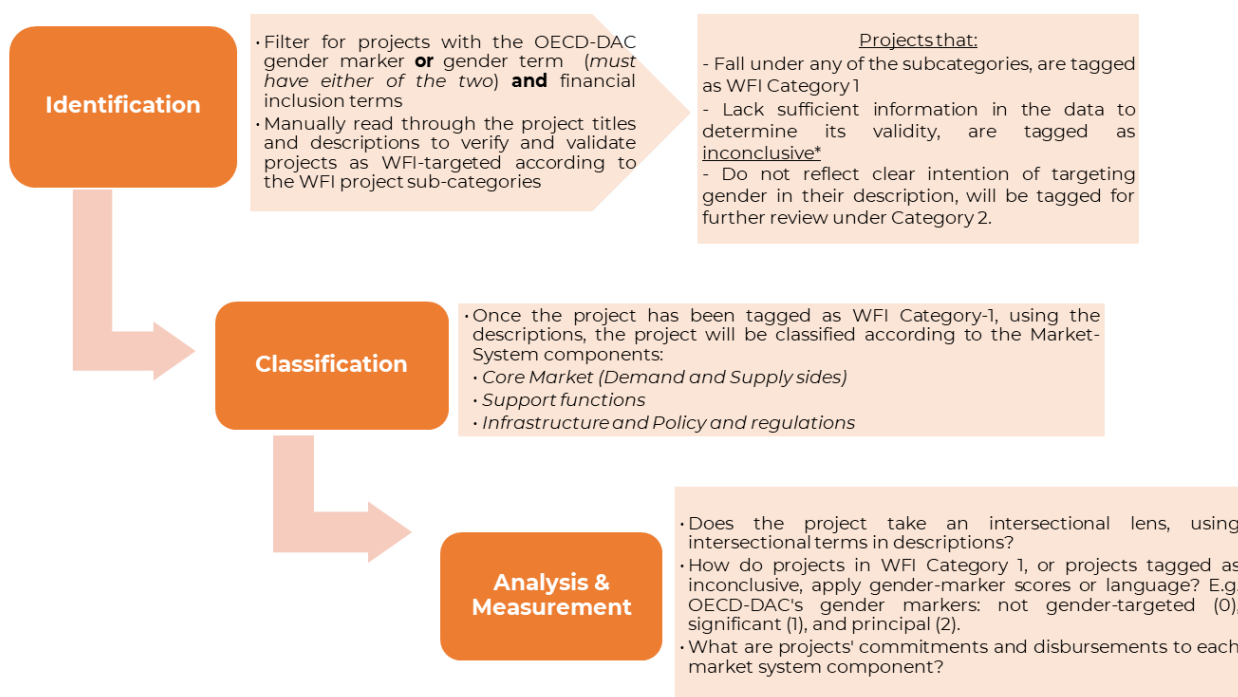 Identification
· Filter for projects with the OECD-DAC
gender marker or gender term (must
have either of the two) and financial
inclusion terms
· Manually read through the project titles
and descriptions to verify and validate
projects as WFI-targeted according to
the WFI project sub-categories
Projects that:
- Fall under any of the subcategories, are tagged
as WFI Category 1
- Lack sufficient information in the data to
determine its validity, are tagged as
inconclusive*
- Do not reflect clear intention of targeting
gender in their description, will be tagged for
further review under Category 2.
Classification
· Once the project has been tagged as WFI Category-1, using the
descriptions, the project will be classified according to the Market-
System components:
· Core Market (Demand and Supply sides)
· Support functions
· Infrastructure and Policy and regulations
Analysis &
Measurement
· Does the project take an intersectional lens, using
intersectional terms in descriptions?
· How do projects in WFI Category 1, or projects tagged as
inconclusive, apply gender-marker scores or language? E.g.
OECD-DAC's gender markers: not gender-targeted (0),
significant (1), and principal (2).
· What are projects' commitments and disbursements to each
market system component?